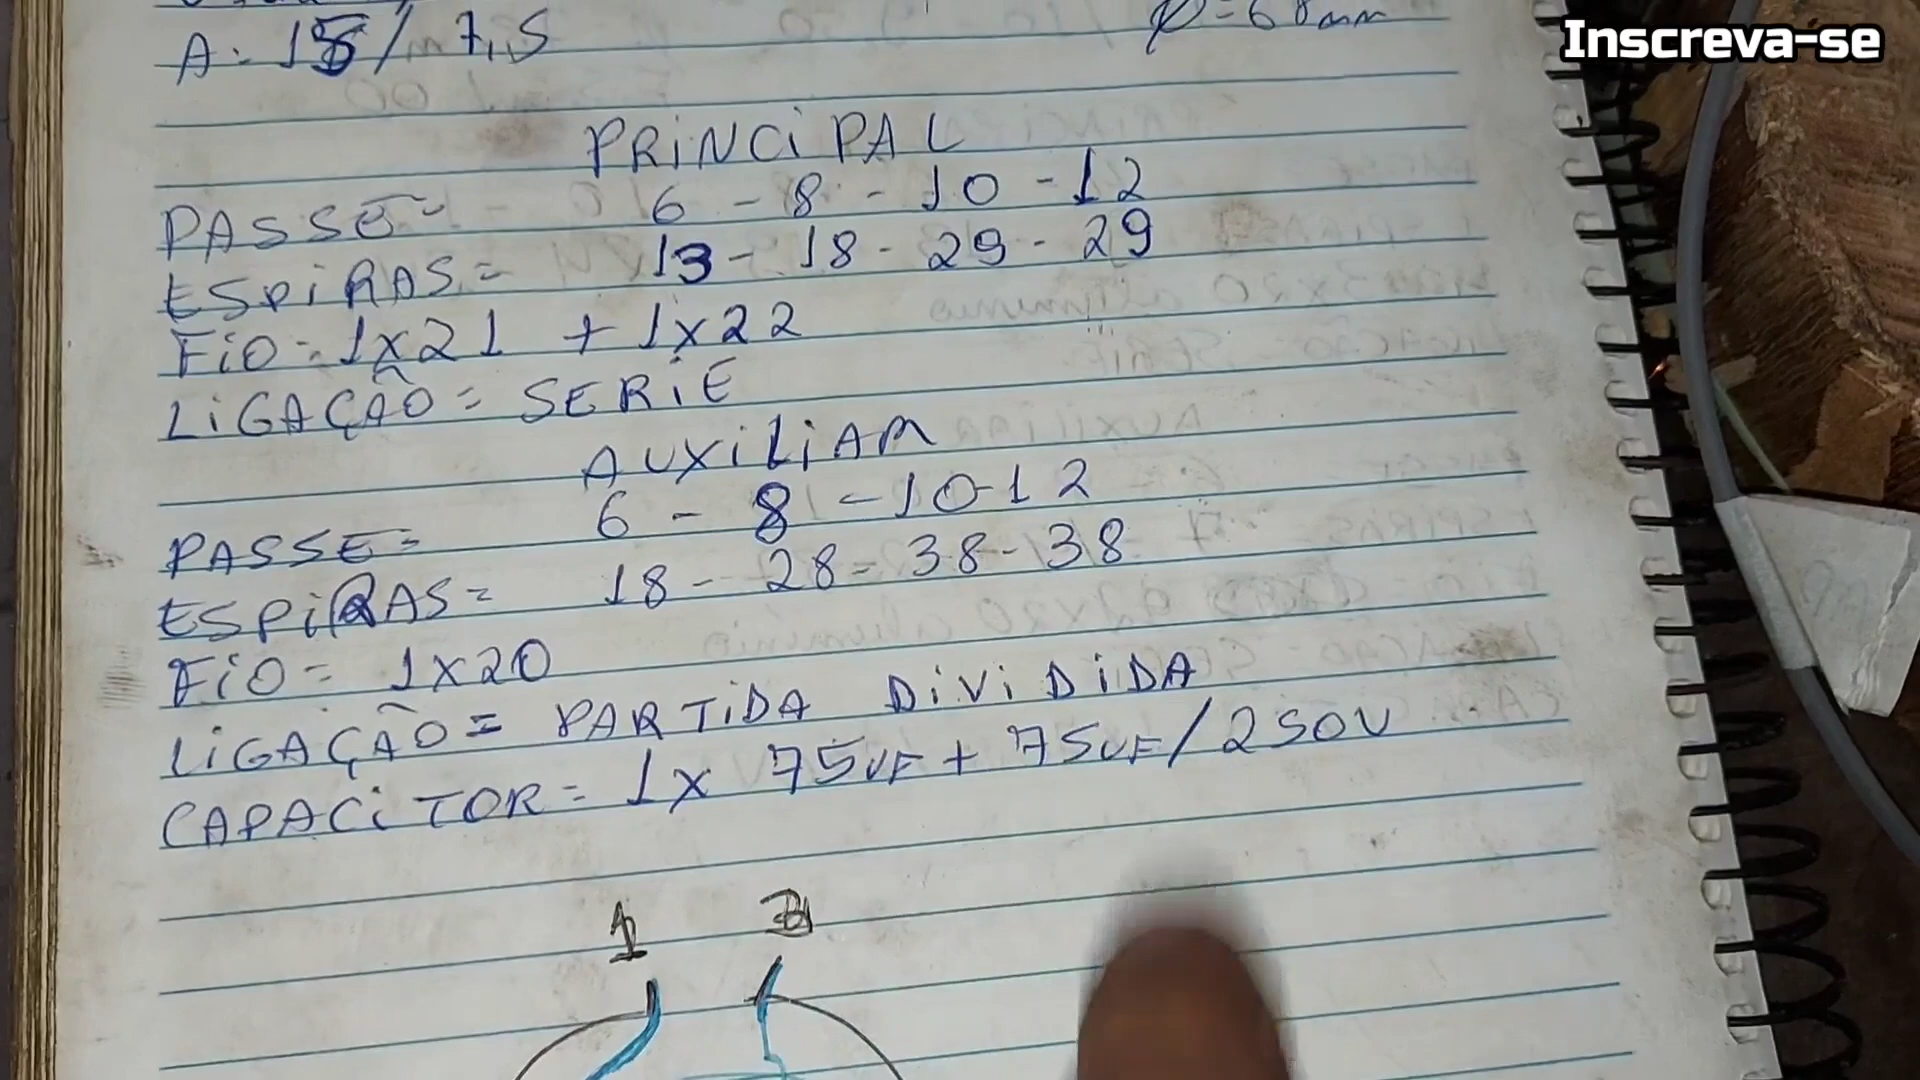 A: 15/ 7,5
Ø=68mm
Inscreva-se
PRiNCiPAL
PASSE= 6 - 8 - 10 - 12
ESPiRAS= 13 - 18 - 29 - 29
FiO= 1x21 + 1x22
LiGAÇÃO= SERiE
AUXiLiAR
PASSE= 6 - 8 - 10-12
ESPiRAS= 18 - 28 - 38 - 38
FiO= 1x20
LiGAÇÃO= PARTiDA DiViDiDA
CAPACiTOR= 1x 75UF + 75UF/250V
1